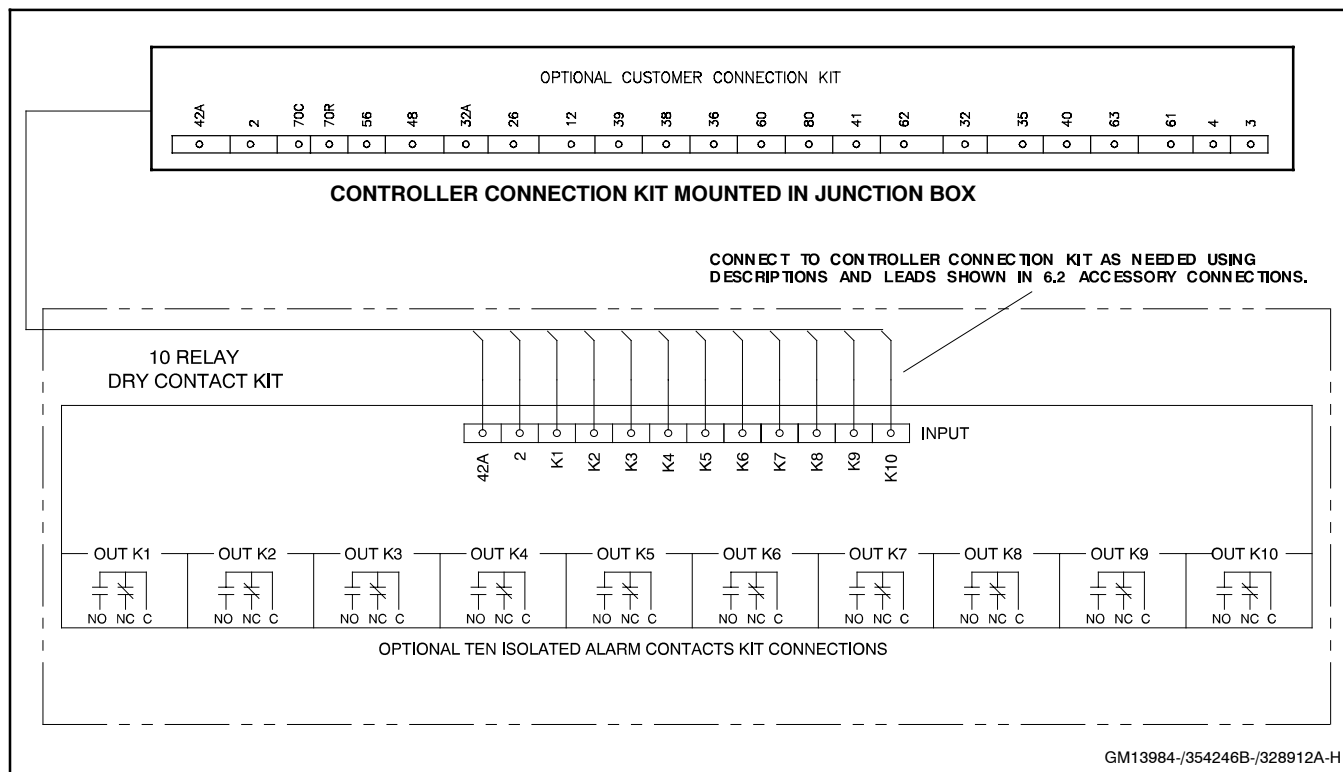 OPTIONAL CUSTOMER CONNECTION KIT
42A 2 70C 70R 56 48 32A 26 12 39 38 36 60 80 41 62 32 35 40 63 61 4 3
CONTROLLER CONNECTION KIT MOUNTED IN JUNCTION BOX
CONNECT TO CONTROLLER CONNECTION KIT AS NEEDED USING
DESCRIPTIONS AND LEADS SHOWN IN 6.2 ACCESSORY CONNECTIONS.
10 RELAY
DRY CONTACT KIT
INPUT
42A 2 K1 K2 K3 K4 K5 K6 K7 K8 K9 K10
OUT K1 OUT K2 OUT K3 OUT K4 OUT K5 OUT K6 OUT K7 OUT K8 OUT K9 OUT K10
NO NC C NO NC C NO NC C NO NC C NO NC C NO NC C NO NC C NO NC C NO NC C NO NC C
OPTIONAL TEN ISOLATED ALARM CONTACTS KIT CONNECTIONS
GM13984-/354246B-/328912A-H